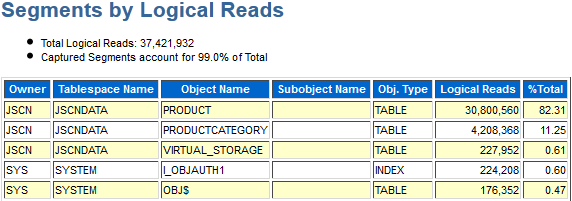 Segments by Logical Reads
Total Logical Reads: 37,421,932
Captured Segments account for 99.0% of Total
Owner Tablespace Name Object Name Subobject Name Obj. Type Logical Reads %Total
JSCN JSCNDATA PRODUCT TABLE 30,800,560 82.31
JSCN JSCNDATA PRODUCTCATEGORY TABLE 4,208,368 11.25
JSCN JSCNDATA VIRTUAL_STORAGE TABLE 227,952 0.61
SYS SYSTEM I_OBJAUTH1 INDEX 224,208 0.60
SYS SYSTEM OBJ$ TABLE 176,352 0.47